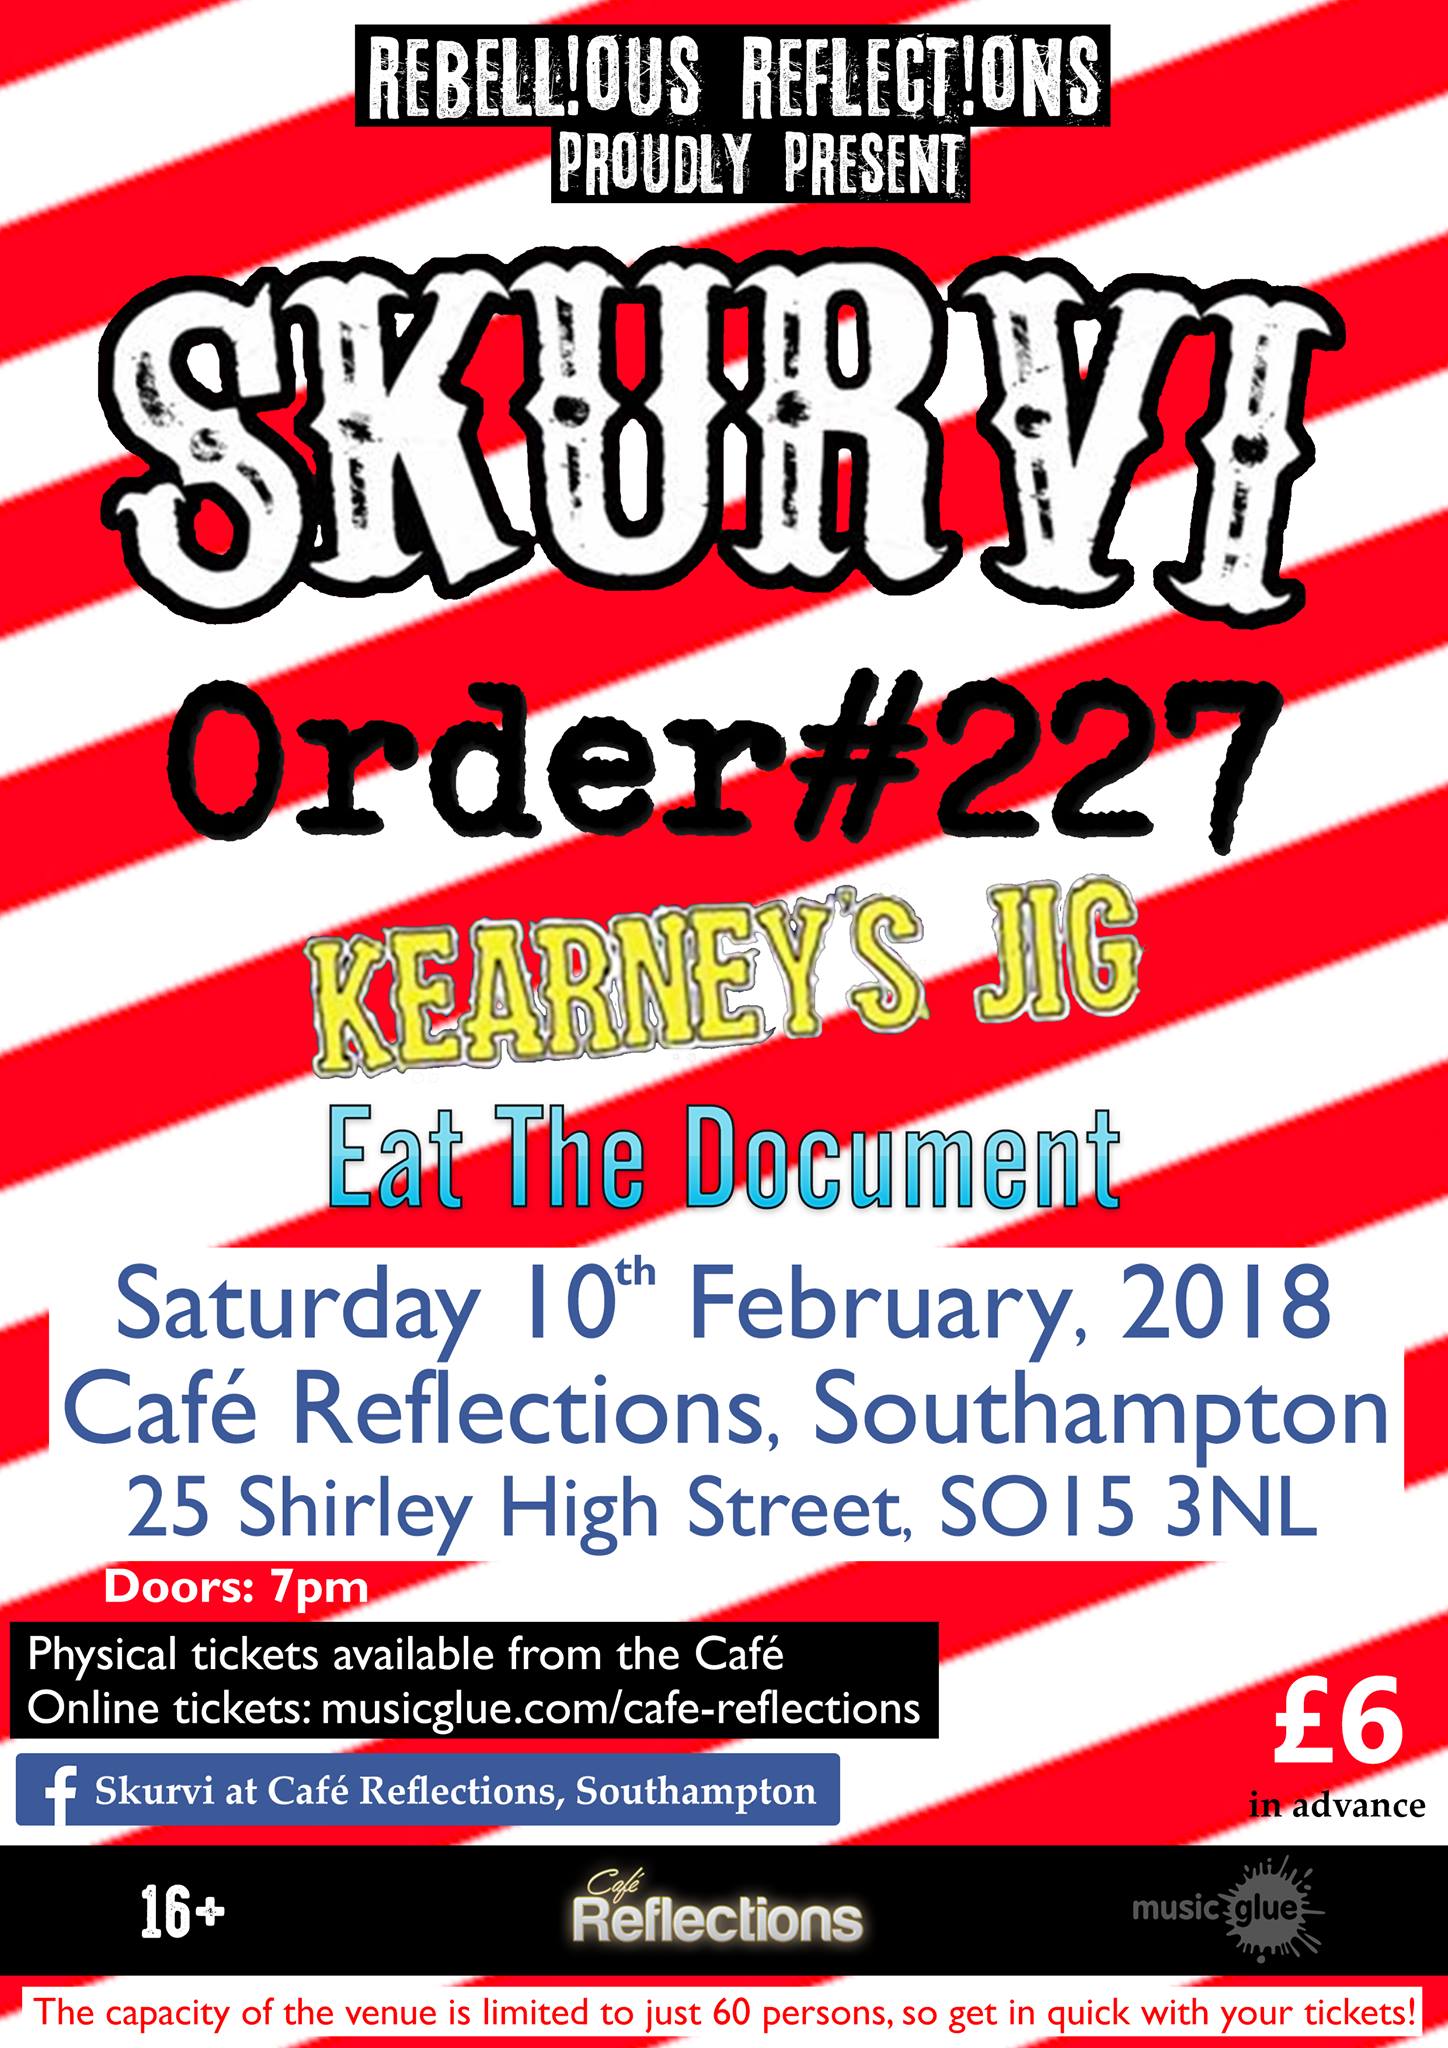 REBELL!OUS REFLECT!ONS
PROUDLY PRESENT
SKURVI
Order#227
KEARNEY'S JIG
Eat The Document
Saturday 10th February, 2018
Café Reflections, Southampton
25 Shirley High Street, SO15 3NL
Doors: 7pm
Physical tickets available from the Café
Online tickets: musicglue.com/cafe-reflections
£6
in advance
f Skurvi at Café Reflections, Southampton
16+
Café
Reflections
music glue
The capacity of the venue is limited to just 60 persons, so get in quick with your tickets!